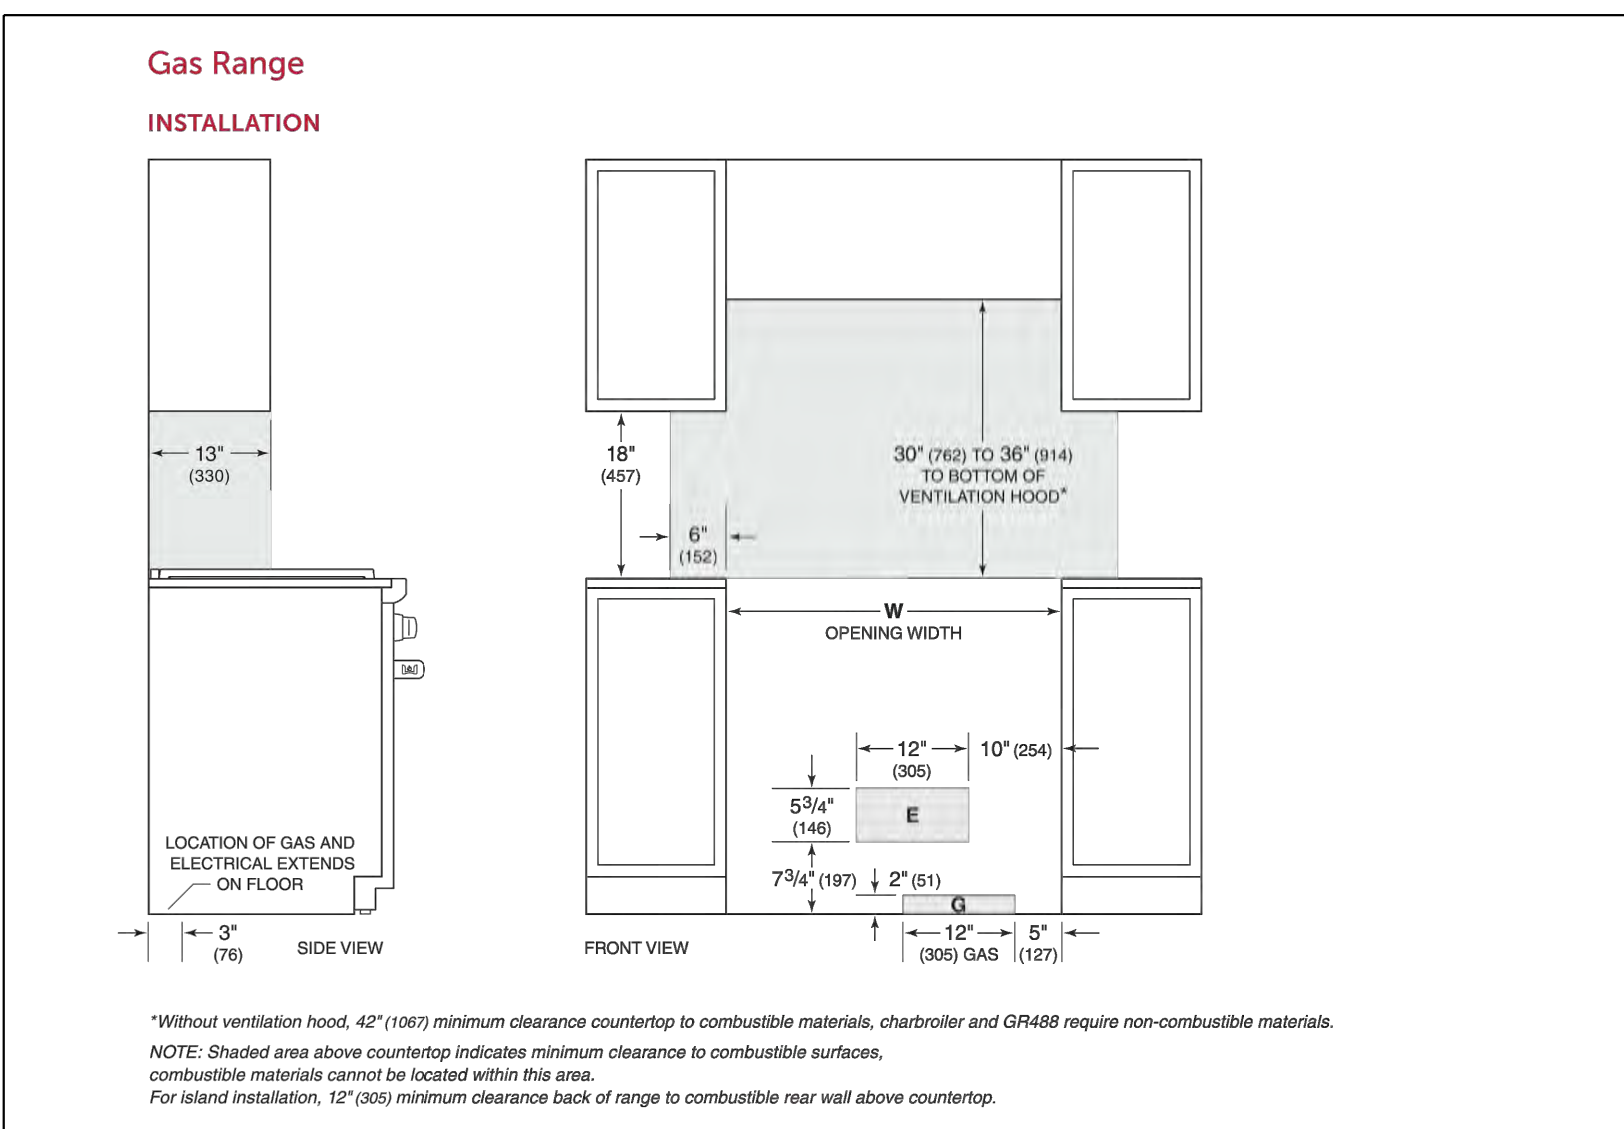 Gas Range
INSTALLATION
13"
(330)
18"
(457)
30" (762) TO 36" (914)
TO BOTTOM OF
VENTILATION HOOD*
6"
(152)
W
OPENING WIDTH
12"
(305)
10" (254)
5 3/4"
(146)
E
LOCATION OF GAS AND
ELECTRICAL EXTENDS
ON FLOOR
7 3/4" (197)
2" (51)
G
3"
(76)
SIDE VIEW
FRONT VIEW
12"
(305) GAS
5"
(127)
*Without ventilation hood, 42" (1067) minimum clearance countertop to combustible materials, charbroiler and GR488 require non-combustible materials.
NOTE: Shaded area above countertop indicates minimum clearance to combustible surfaces,
combustible materials cannot be located within this area.
For island installation, 12" (305) minimum clearance back of range to combustible rear wall above countertop.